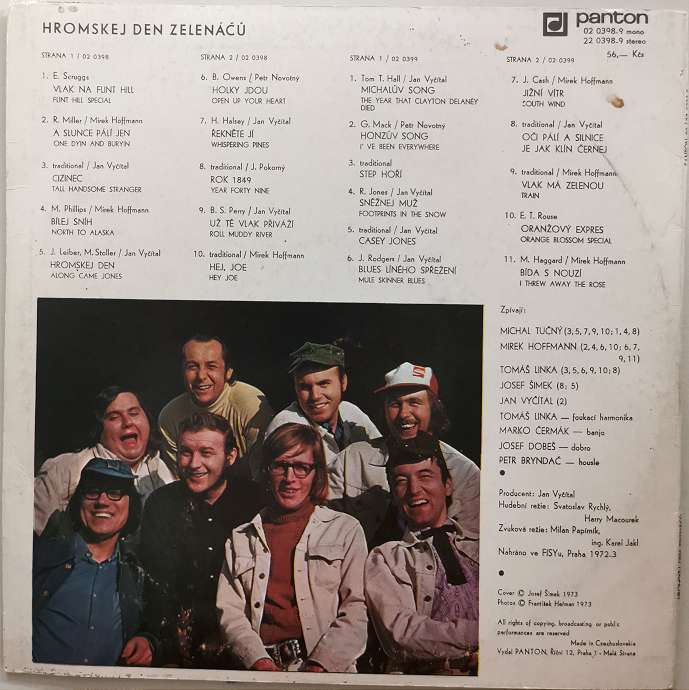 HROMSKEJ DEN ZELENÁČŮ
panton
02 0398-9 mono
22 0398-9 stereo
56,— Kčs
STRANA 1 / 02 0398
1. E. Scruggs
VLAK NA FLINT HILL
FLINT HILL SPECIAL
2. R. Miller / Mirek Hoffmann
A SLUNCE PÁLÍ JEN
ONE DYIN AND BURYIN
3. traditional / Jan Vyčítal
CIZINEC
TALL HANDSOME STRANGER
4. M. Phillips / Mirek Hoffmann
BÍLEJ SNÍH
NORTH TO ALASKA
5. J. Leiber, M. Stoller / Jan Vyčítal
HROMSKEJ DEN
ALONG CAME JONES
STRANA 2 / 02 0398
6. B. Owens / Petr Novotný
HOLKY JDOU
OPEN UP YOUR HEART
7. H. Halsey / Jan Vyčítal
ŘEKNĚTE JÍ
WHISPERING PINES
8. traditional / J. Pokorný
ROK 1849
YEAR FORTY NINE
9. B. S. Perry / Jan Vyčítal
UŽ TĚ VLAK PŘIVÁŽÍ
ROLL MUDDY RIVER
10. traditional / Mirek Hoffmann
HEJ, JOE
HEY JOE
STRANA 1 / 02 0399
1. Tom T. Hall / Jan Vyčítal
MICHALŮV SONG
THE YEAR THAT CLAYTON DELANEY
DIED
2. G. Mack / Petr Novotný
HONZŮV SONG
I' VE BEEN EVERYWHERE
3. traditional
STEP HOŘÍ
4. R. Jones / Jan Vyčítal
SNĚŽNEJ MUŽ
FOOTPRINTS IN THE SNOW
5. traditional / Jan Vyčítal
CASEY JONES
6. J. Rodgers / Jan Vyčítal
BLUES LÍNÉHO SPŘEŽENÍ
MULE SKINNER BLUES
STRANA 2 / 02 0399
7. J. Cash / Mirek Hoffmann
JIŽNÍ VÍTR
SOUTH WIND
8. traditional / Jan Vyčítal
OČI PÁLÍ A SILNICE
JE JAK KLÍN ČERNEJ
9. traditional / Mirek Hoffmann
VLAK MÁ ZELENOU
TRAIN
10. E. T. Rouse
ORANŽOVÝ EXPRES
ORANGE BLOSSOM SPECIAL
11. M. Haggard / Mirek Hoffmann
BÍDA S NOUZÍ
I THREW AWAY THE ROSE
Zpívají:
MICHAL TUČNÝ (3, 5, 7, 9, 10; 1, 4, 8)
MIREK HOFFMANN (2, 4, 6, 10; 6, 7,
9, 11)
TOMÁŠ LINKA (3, 5, 6, 9, 10; 8)
JOSEF ŠIMEK (8; 5)
JAN VYČÍTAL (2)
TOMÁŠ LINKA — foukací harmonika
MARKO ČERMÁK — banjo
JOSEF DOBEŠ — dobro
PETR BRYNDAČ — housle
Producent: Jan Vyčítal
Hudební režie: Svatoslav Rychlý,
Harry Macourek
Zvuková režie: Milan Papírník,
ing. Karel Jakl
Nahráno ve FISYu, Praha 1972.3
Cover © Josef Šimek 1973
Photos © František Heřman 1973
All rights of copying, broadcasting or public
performances are reserved
Made in Czechoslovakia
Vydal PANTON, Říční 12, Praha 1 - Malá Strana